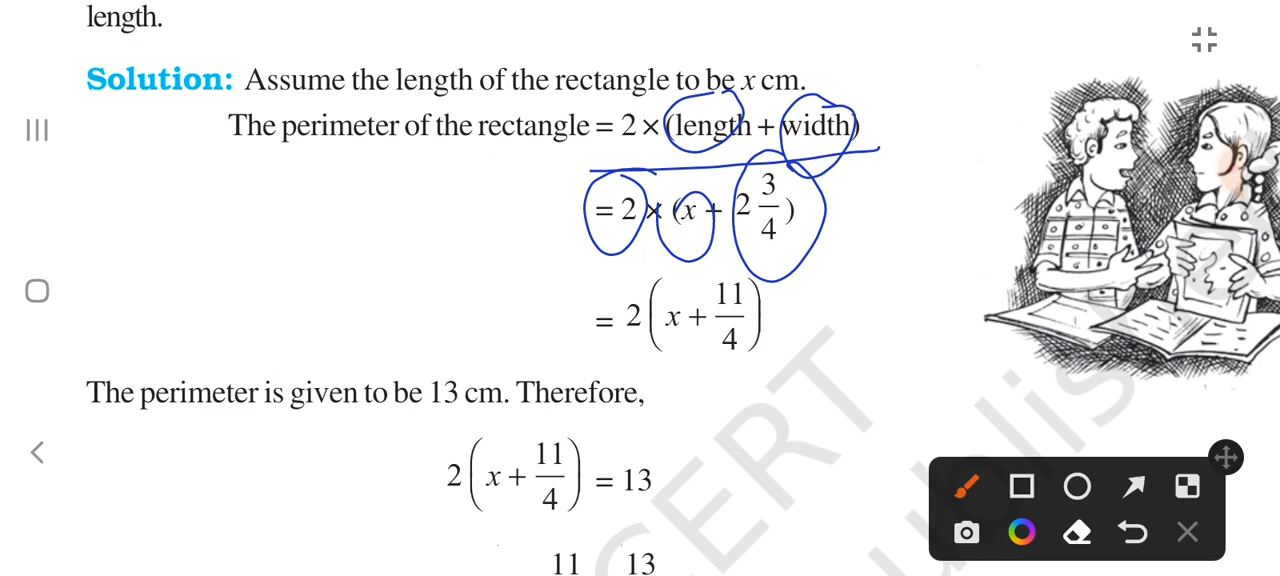 length.
Solution: Assume the length of the rectangle to be x cm.
The perimeter of the rectangle = 2 × (length + width)
= 2 × (x + 2 3/4)
= 2 (x + 11/4)
The perimeter is given to be 13 cm. Therefore,
2 (x + 11/4) = 13
11 13